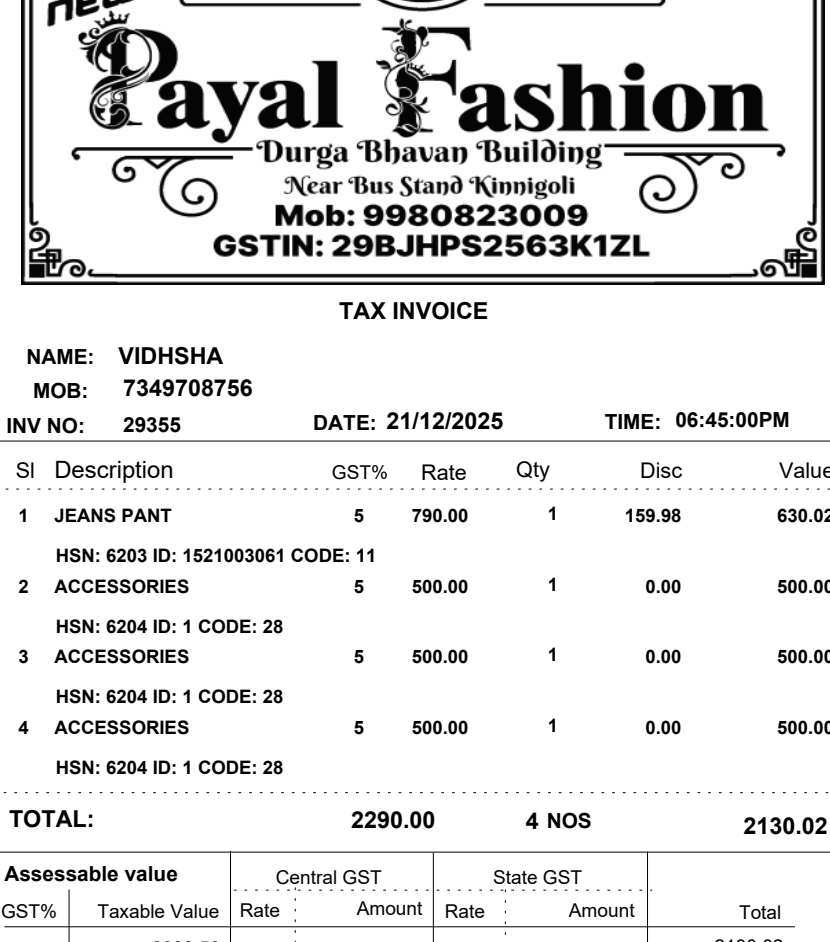 new
Payal Fashion
Durga Bhavan Building
Near Bus Stand Kinnigoli
Mob: 9980823009
GSTIN: 29BJHPS2563K1ZL
TAX INVOICE
NAME: VIDHSHA
MOB: 7349708756
INV NO: 29355 DATE: 21/12/2025 TIME: 06:45:00PM
Sl Description GST% Rate Qty Disc Value
1 JEANS PANT 5 790.00 1 159.98 630.02
HSN: 6203 ID: 1521003061 CODE: 11
2 ACCESSORIES 5 500.00 1 0.00 500.00
HSN: 6204 ID: 1 CODE: 28
3 ACCESSORIES 5 500.00 1 0.00 500.00
HSN: 6204 ID: 1 CODE: 28
4 ACCESSORIES 5 500.00 1 0.00 500.00
HSN: 6204 ID: 1 CODE: 28
TOTAL: 2290.00 4 NOS 2130.02
Assessable value Central GST State GST
GST% Taxable Value Rate Amount Rate Amount Total